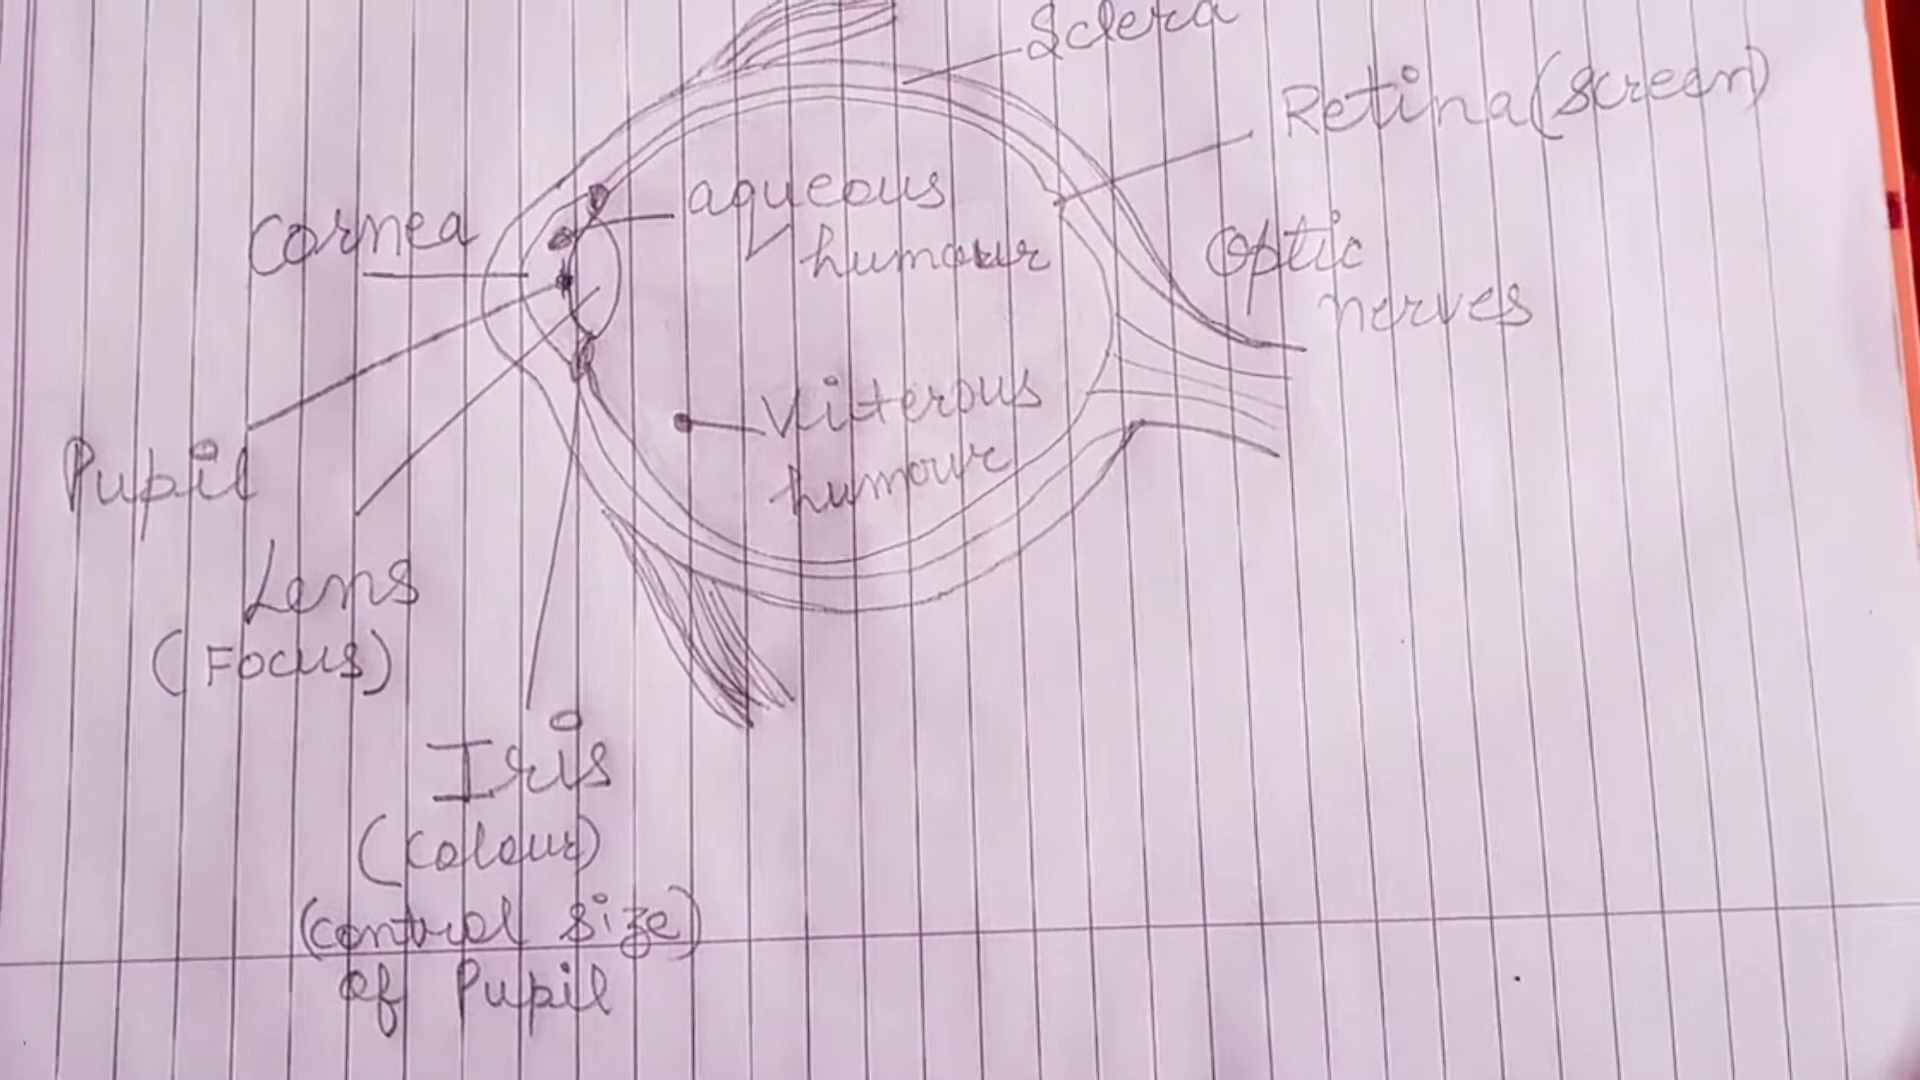 Sclera
Retina (screen)
Cornea
aqueous
humour
Optic
nerves
Viterous
humour
Pupil
Lens
(Focus)
Iris
(colour)
(control size)
of Pupil